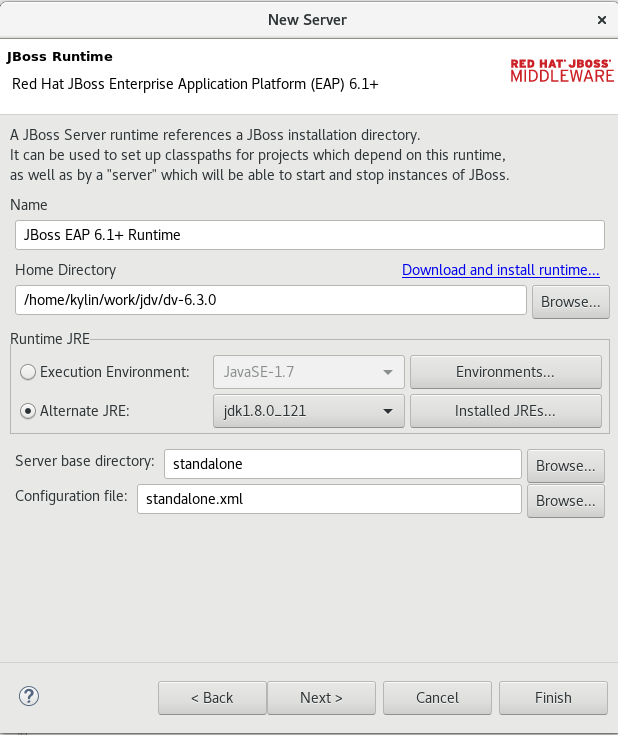 New Server
JBoss Runtime
Red Hat JBoss Enterprise Application Platform (EAP) 6.1+
RED HAT® JBOSS®
MIDDLEWARE
A JBoss Server runtime references a JBoss installation directory.
It can be used to set up classpaths for projects which depend on this runtime,
as well as by a "server" which will be able to start and stop instances of JBoss.
Name
JBoss EAP 6.1+ Runtime
Home Directory
Download and install runtime...
/home/kylin/work/jdv/dv-6.3.0
Browse...
Runtime JRE
Execution Environment:
JavaSE-1.7
Environments...
Alternate JRE:
jdk1.8.0_121
Installed JREs...
Server base directory:
standalone
Browse...
Configuration file:
standalone.xml
Browse...
?
< Back
Next >
Cancel
Finish